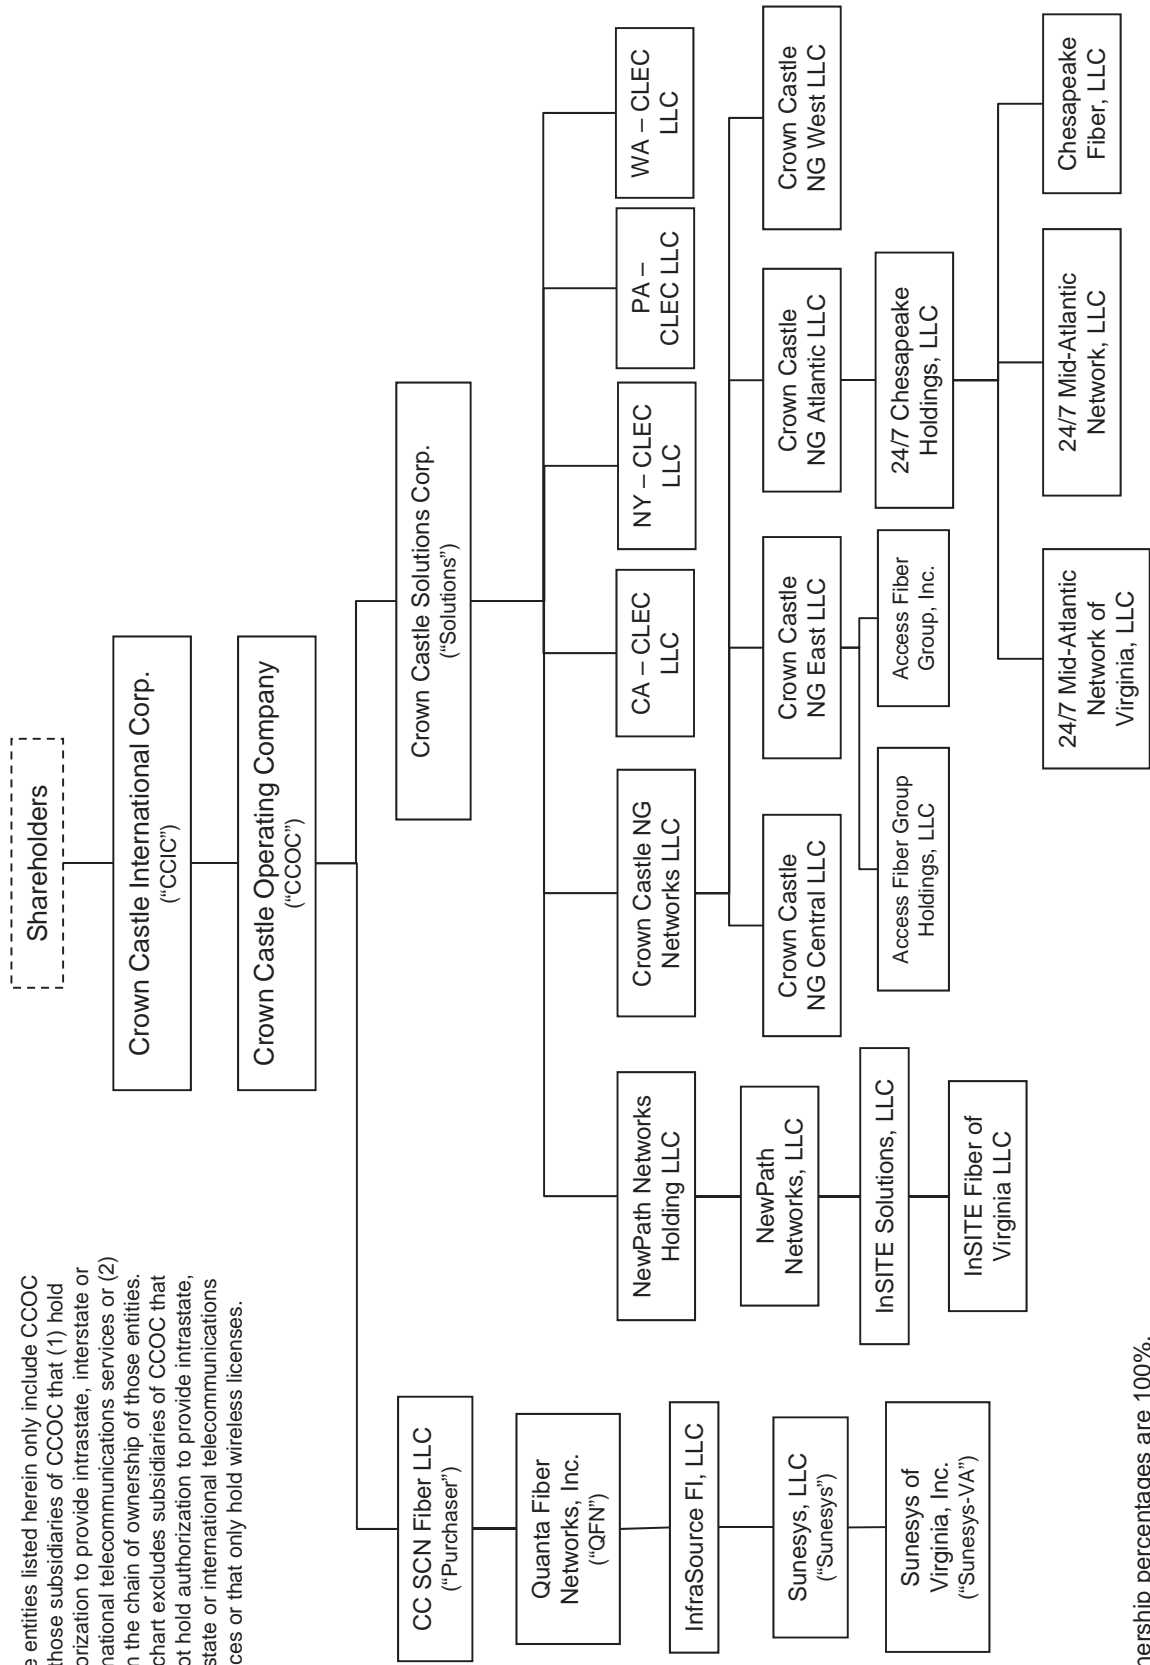 Shareholders
Crown Castle International Corp.
(“CCIC”)
Crown Castle Operating Company
(“CCOC”)
e entities listed herein only include CCOC
those subsidiaries of CCOC that (1) hold
orization to provide intrastate, interstate or
national telecommunications services or (2)
n the chain of ownership of those entities.
chart excludes subsidiaries of CCOC that
ot hold authorization to provide intrastate,
state or international telecommunications
ces or that only hold wireless licenses.
CC SCN Fiber LLC
(“Purchaser”)
Crown Castle Solutions Corp.
(“Solutions”)
Quanta Fiber
Networks, Inc.
(“QFN”)
InfraSource FI, LLC
Sunesys, LLC
(“Sunesys”)
Sunesys of
Virginia, Inc.
(“Sunesys-VA”)
NewPath Networks
Holding LLC
Crown Castle NG
Networks LLC
CA – CLEC
LLC
NY – CLEC
LLC
PA –
CLEC LLC
WA – CLEC
LLC
NewPath
Networks, LLC
InSITE Solutions, LLC
InSITE Fiber of
Virginia LLC
Crown Castle
NG Central LLC
Crown Castle
NG East LLC
Crown Castle
NG Atlantic LLC
Crown Castle
NG West LLC
Access Fiber Group
Holdings, LLC
Access Fiber
Group, Inc.
24/7 Chesapeake
Holdings, LLC
24/7 Mid-Atlantic
Network of
Virginia, LLC
24/7 Mid-Atlantic
Network, LLC
Chesapeake
Fiber, LLC
nership percentages are 100%.